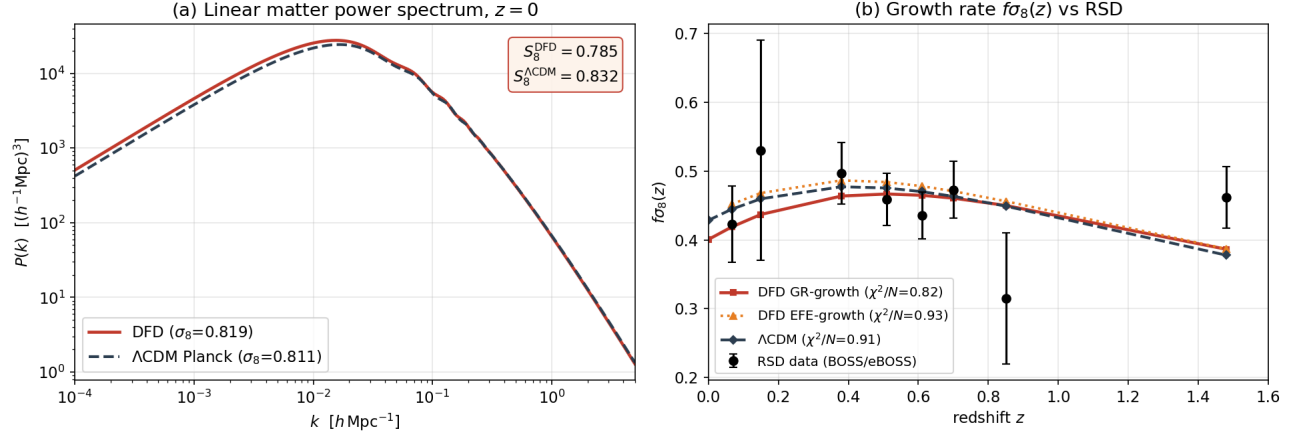 (a) Linear matter power spectrum, z = 0
S₈^DFD = 0.785
S₈^ΛCDM = 0.832
10⁴
10³
10²
10¹
10⁰
P(k) [(h⁻¹Mpc)³]
DFD (σ₈=0.819)
ΛCDM Planck (σ₈=0.811)
10⁻⁴
10⁻³
10⁻²
10⁻¹
10⁰
k [h Mpc⁻¹]
(b) Growth rate fσ₈(z) vs RSD
0.7
0.6
0.5
0.4
0.3
0.2
fσ₈(z)
DFD GR-growth (χ²/N=0.82)
DFD EFE-growth (χ²/N=0.93)
ΛCDM (χ²/N=0.91)
RSD data (BOSS/eBOSS)
0.0 0.2 0.4 0.6 0.8 1.0 1.2 1.4 1.6
redshift z